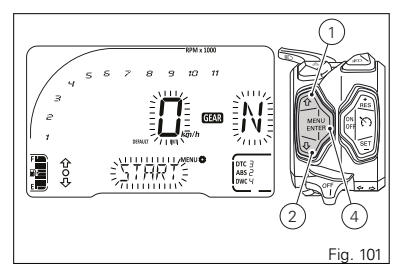 1
RPM x 1000
1 2 3 4 5 6 7 8 9 10 11
0
GEAR
N
km/h
DEFAULT
MENU
START
F
E
DTC 3
ABS 2
DWC 4
MENU
ENTER
RES
ON
OFF
SET
OFF
2
4
Fig. 101